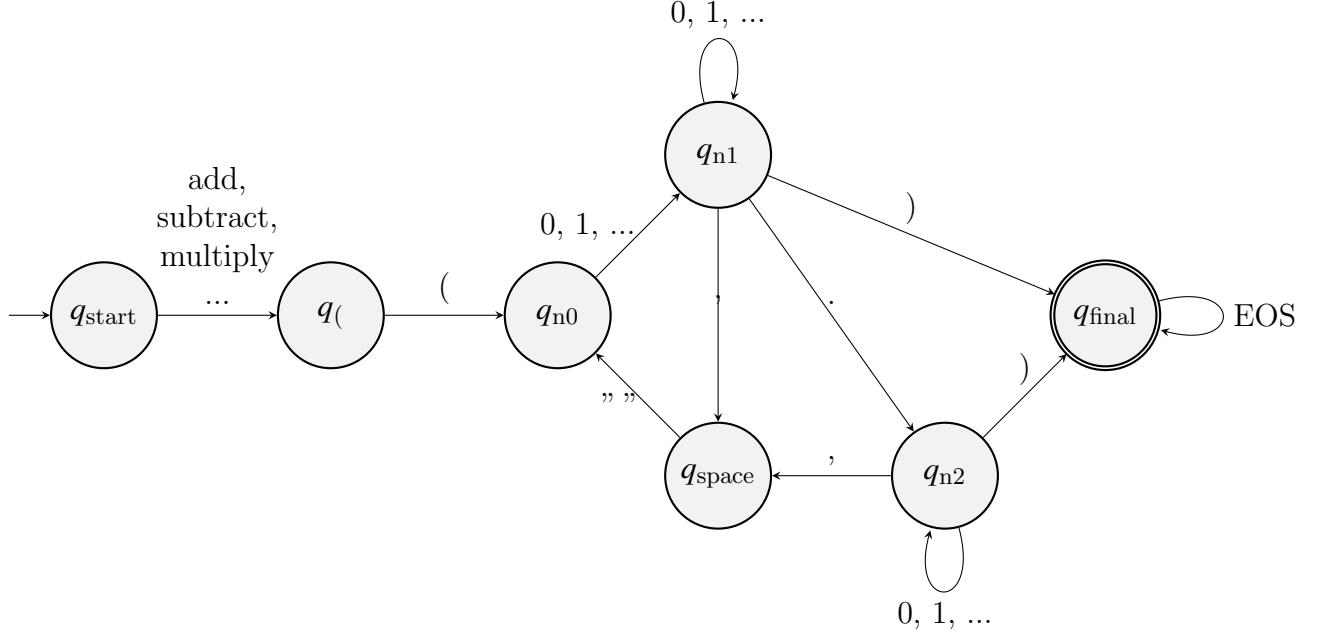 0, 1, ...
q_n1
add,
subtract,
multiply
...
)
0, 1, ...
(
,
.
q_start
q_(
q_n0
q_final
EOS
)
” ”
,
q_space
q_n2
0, 1, ...